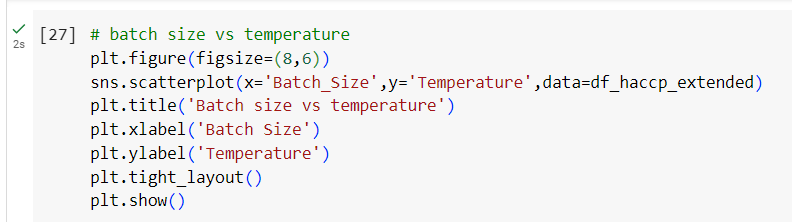 [27] # batch size vs temperature
2s
plt.figure(figsize=(8,6))
sns.scatterplot(x='Batch_Size',y='Temperature',data=df_haccp_extended)
plt.title('Batch size vs temperature')
plt.xlabel('Batch Size')
plt.ylabel('Temperature')
plt.tight_layout()
plt.show()